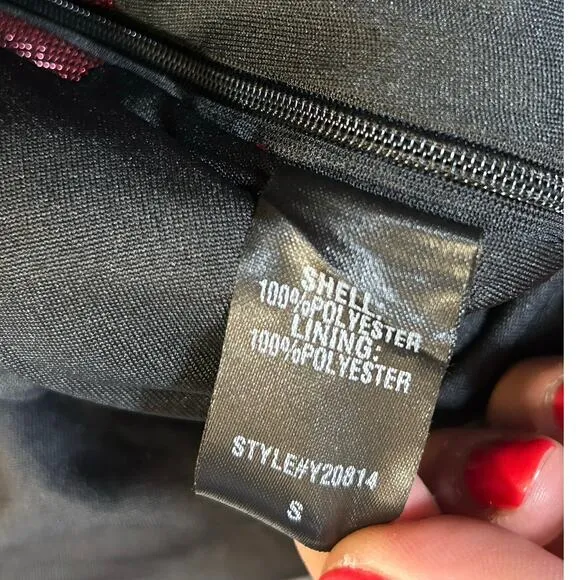 SHELL:
100%POLYESTER
LINING:
100%POLYESTER
STYLE#Y20814
S